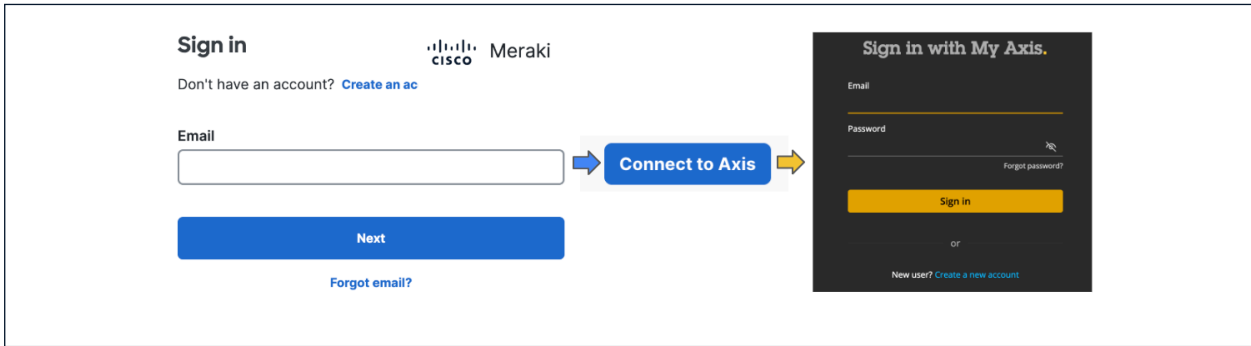 Sign in
CISCO Meraki
Don't have an account? Create an ac
Email
Next
Forgot email?
Connect to Axis
Sign in with My Axis.
Email
Password
Forgot password?
Sign in
or
New user? Create a new account